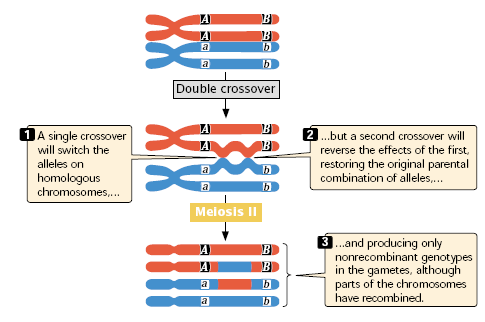 A B
A B
a b
a b
Double crossover
1 A single crossover
will switch the
alleles on
homologous
chromosomes,...
A B
A B
a b
a b
2 ...but a second crossover will
reverse the effects of the first,
restoring the original parental
combination of alleles,...
Meiosis II
A B
A B
a b
a b
3 ...and producing only
nonrecombinant genotypes
in the gametes, although
parts of the chromosomes
have recombined.